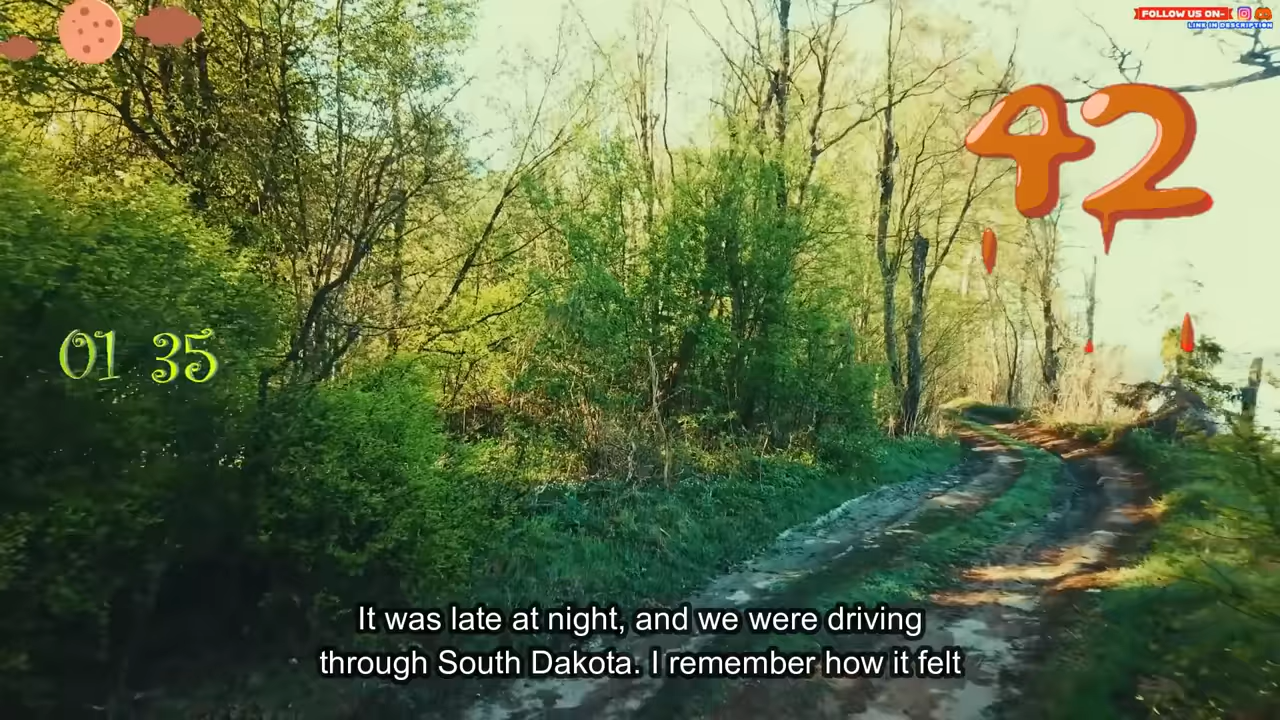 FOLLOW US ON-
LINK IN DESCRIPTION
42
01 35
It was late at night, and we were driving
through South Dakota. I remember how it felt